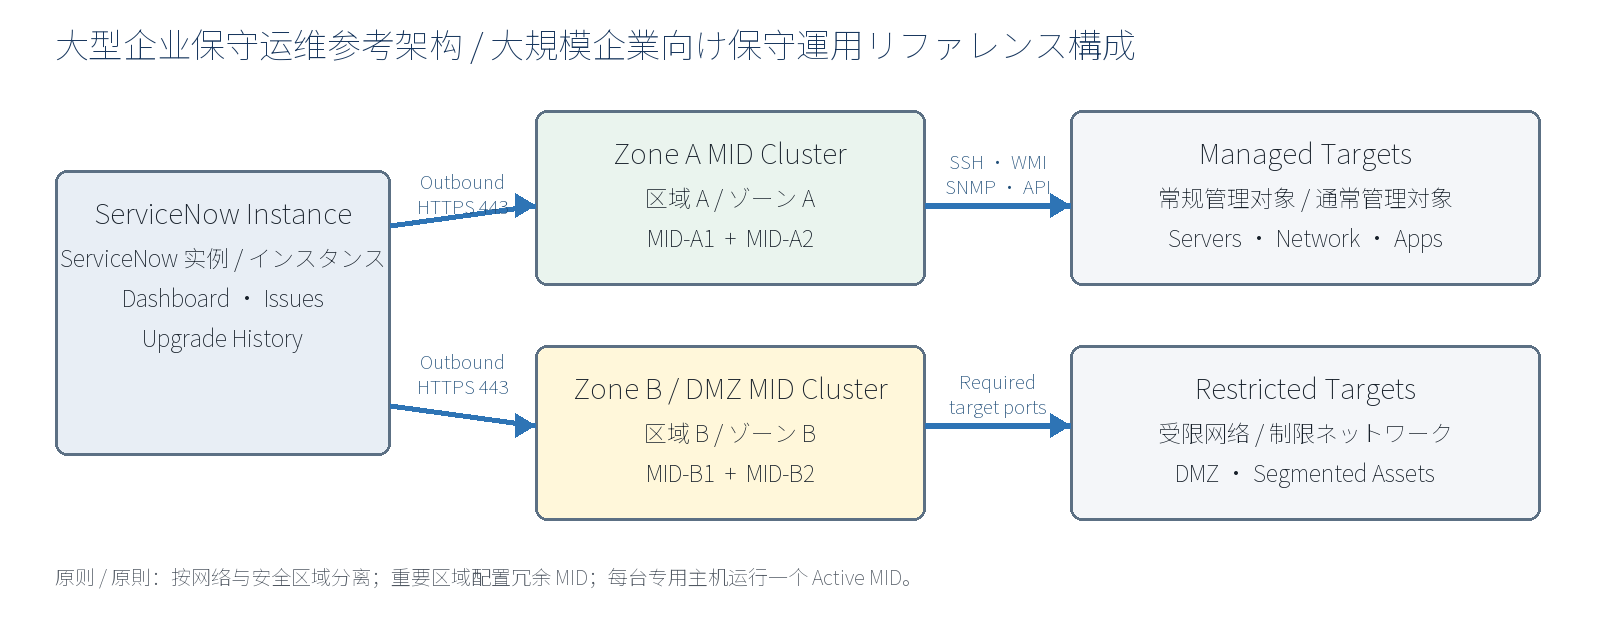 大型企业保守运维参考架构 / 大規模企業向け保守運用リファレンス構成
ServiceNow Instance
ServiceNow 实例 / インスタンス
Dashboard ・ Issues
Upgrade History
Outbound
HTTPS 443
Outbound
HTTPS 443
Zone A MID Cluster
区域 A / ゾーン A
MID-A1 + MID-A2
Zone B / DMZ MID Cluster
区域 B / ゾーン B
MID-B1 + MID-B2
SSH ・ WMI
SNMP ・ API
Required
target ports
Managed Targets
常规管理对象 / 通常管理対象
Servers ・ Network ・ Apps
Restricted Targets
受限网络 / 制限ネットワーク
DMZ ・ Segmented Assets
原则 / 原則：按网络与安全区域分离；重要区域配置冗余 MID；每台专用主机运行一个 Active MID。